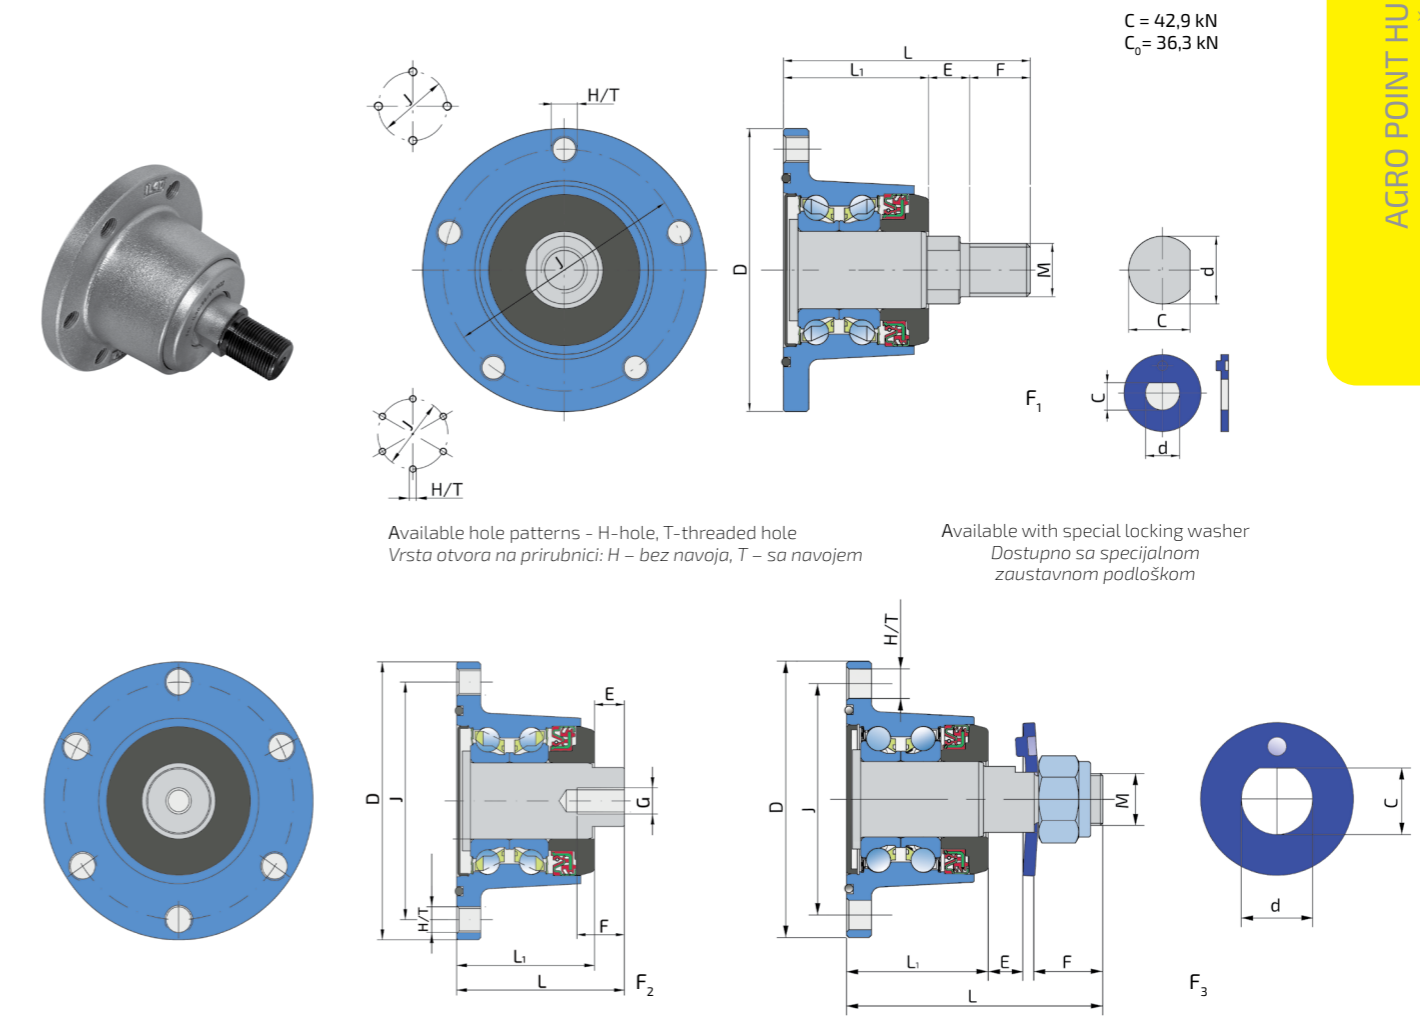 C = 42,9 kN
C₀= 36,3 kN
AGRO POINT HU
J
H/T
J
J
H/T
L
L₁
E
F
D
M
F₁
d
C
C
d
Available hole patterns - H-hole, T-threaded hole
Vrsta otvora na prirubnici: H – bez navoja, T – sa navojem
Available with special locking washer
Dostupno sa specijalnom
zaustavnom podloškom
D
J
H/T
E
G
F
L₁
L
F₂
H/T
D
J
M
L₁
E
F
L
F₃
C
d